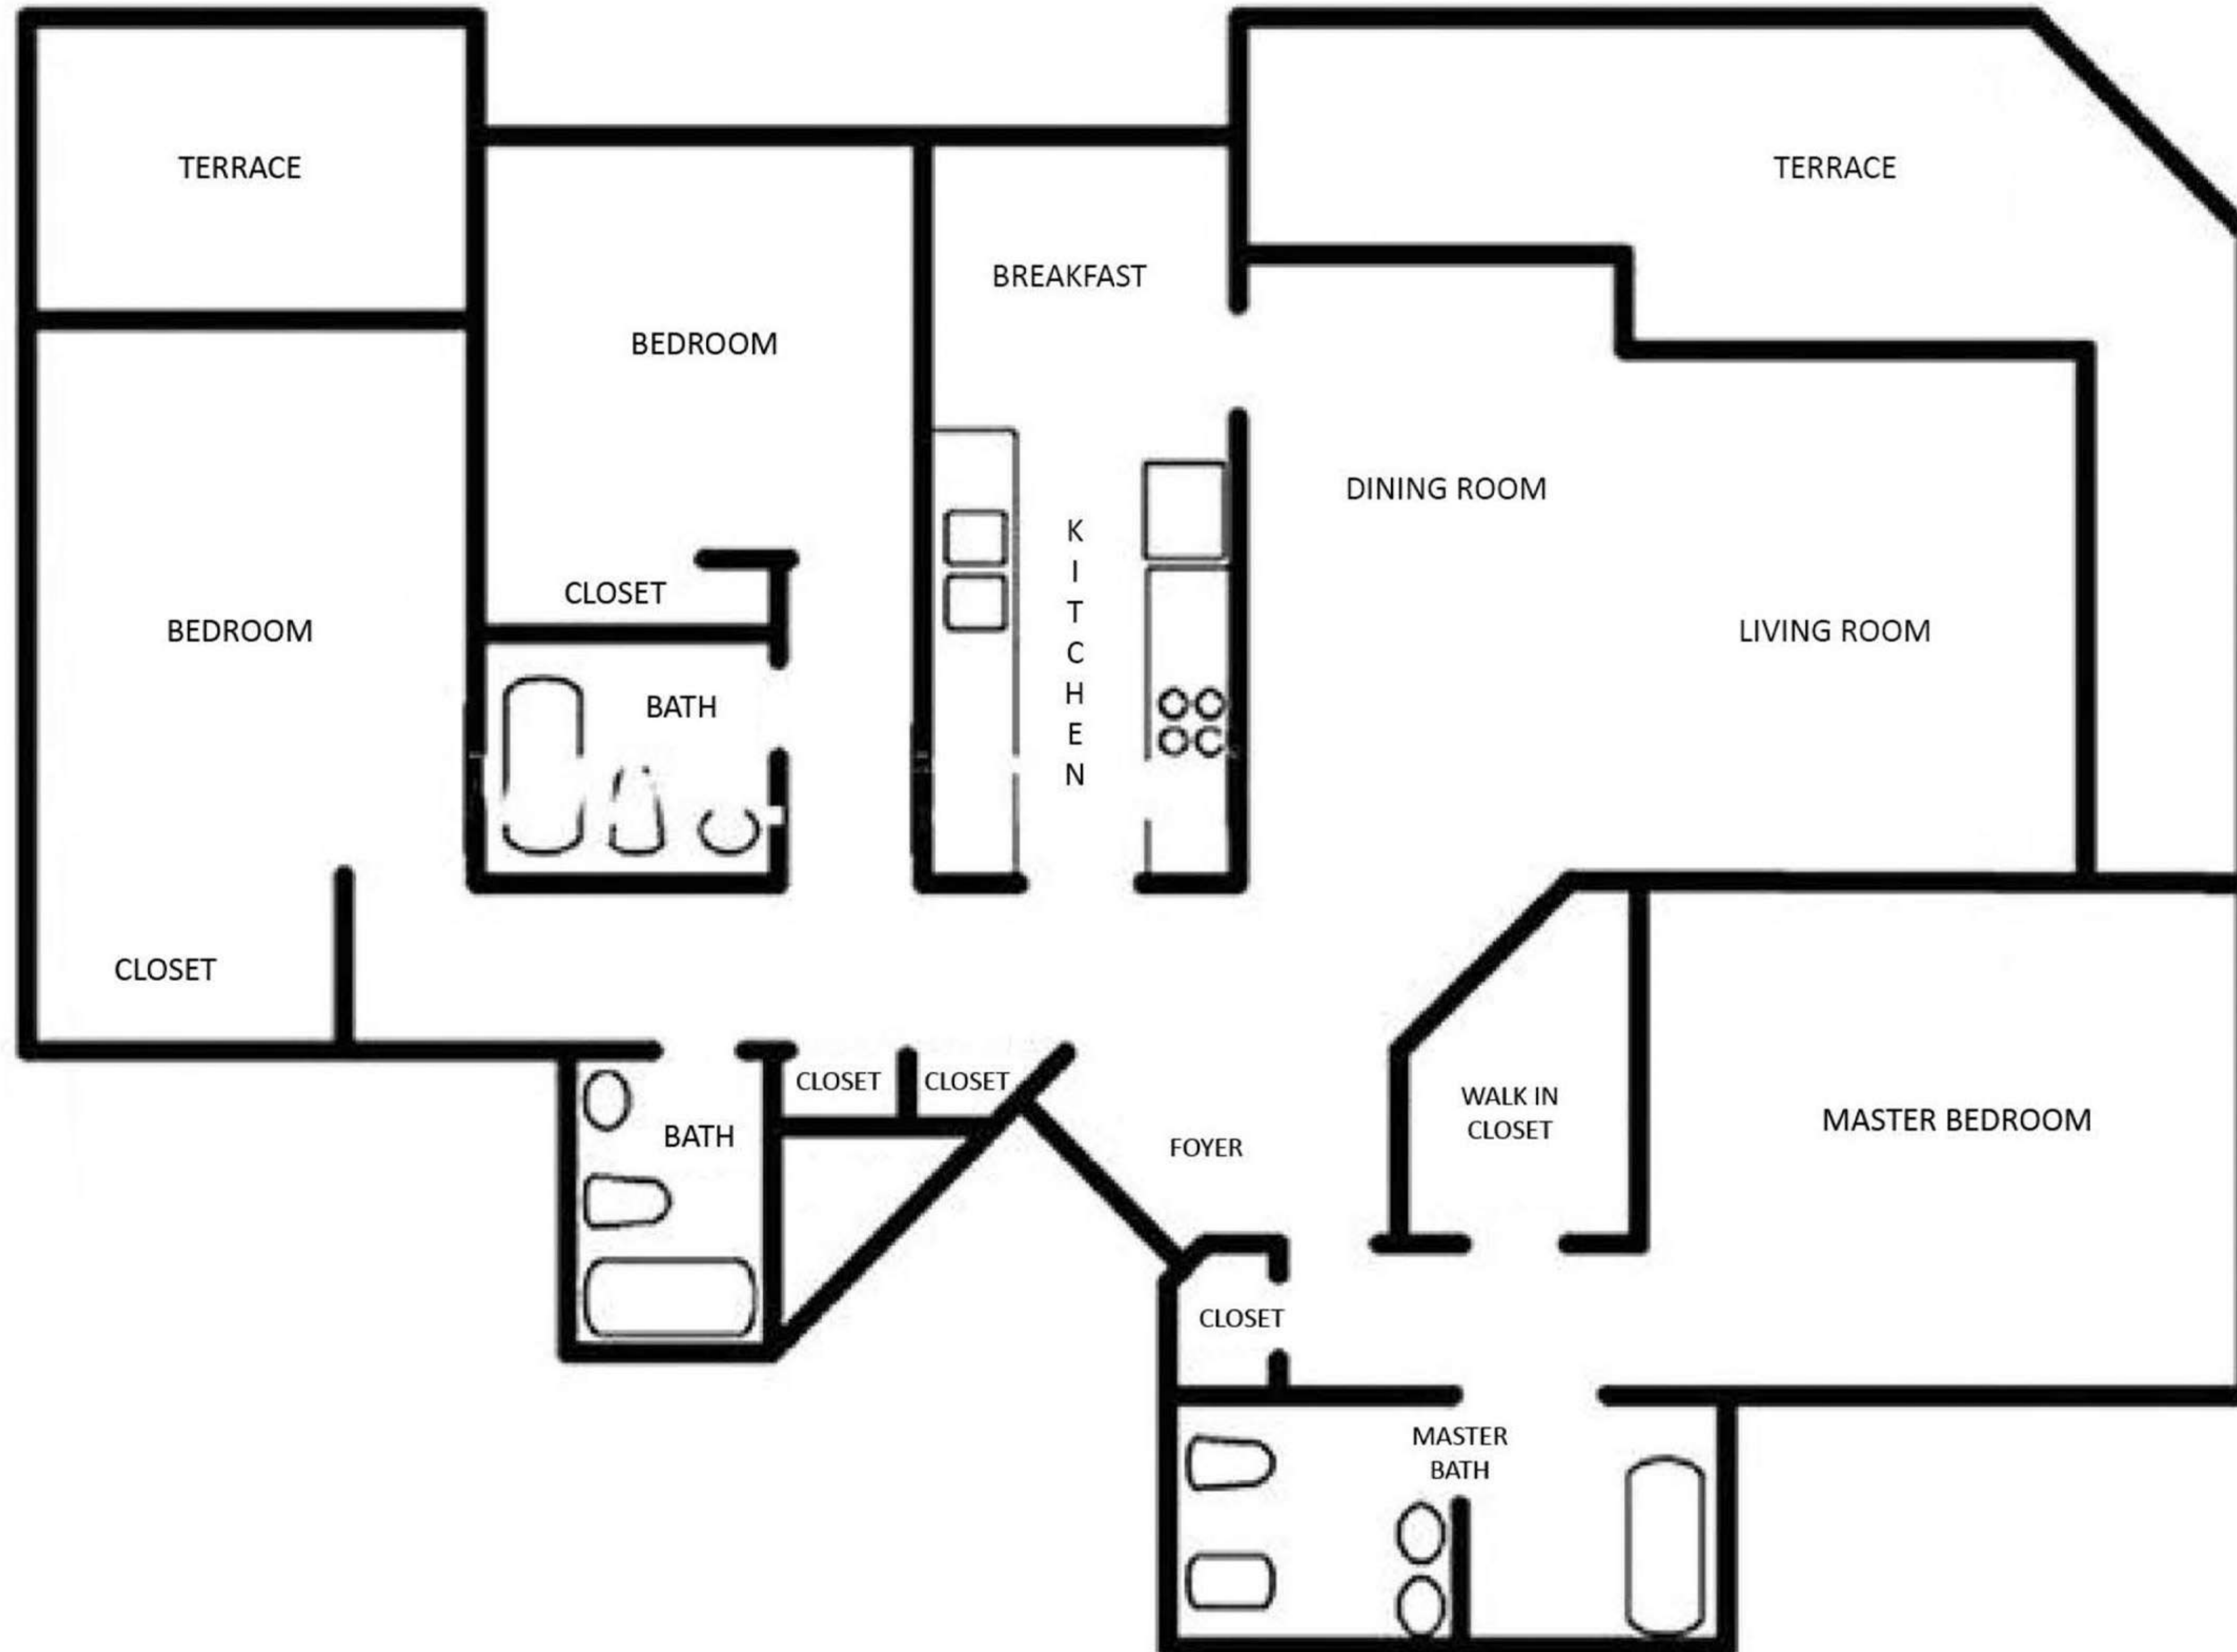 TERRACE
TERRACE
BREAKFAST
BEDROOM
DINING ROOM
KITCHEN
CLOSET
BEDROOM
LIVING ROOM
BATH
CLOSET
CLOSET
CLOSET
WALK IN
CLOSET
MASTER BEDROOM
BATH
FOYER
CLOSET
MASTER
BATH